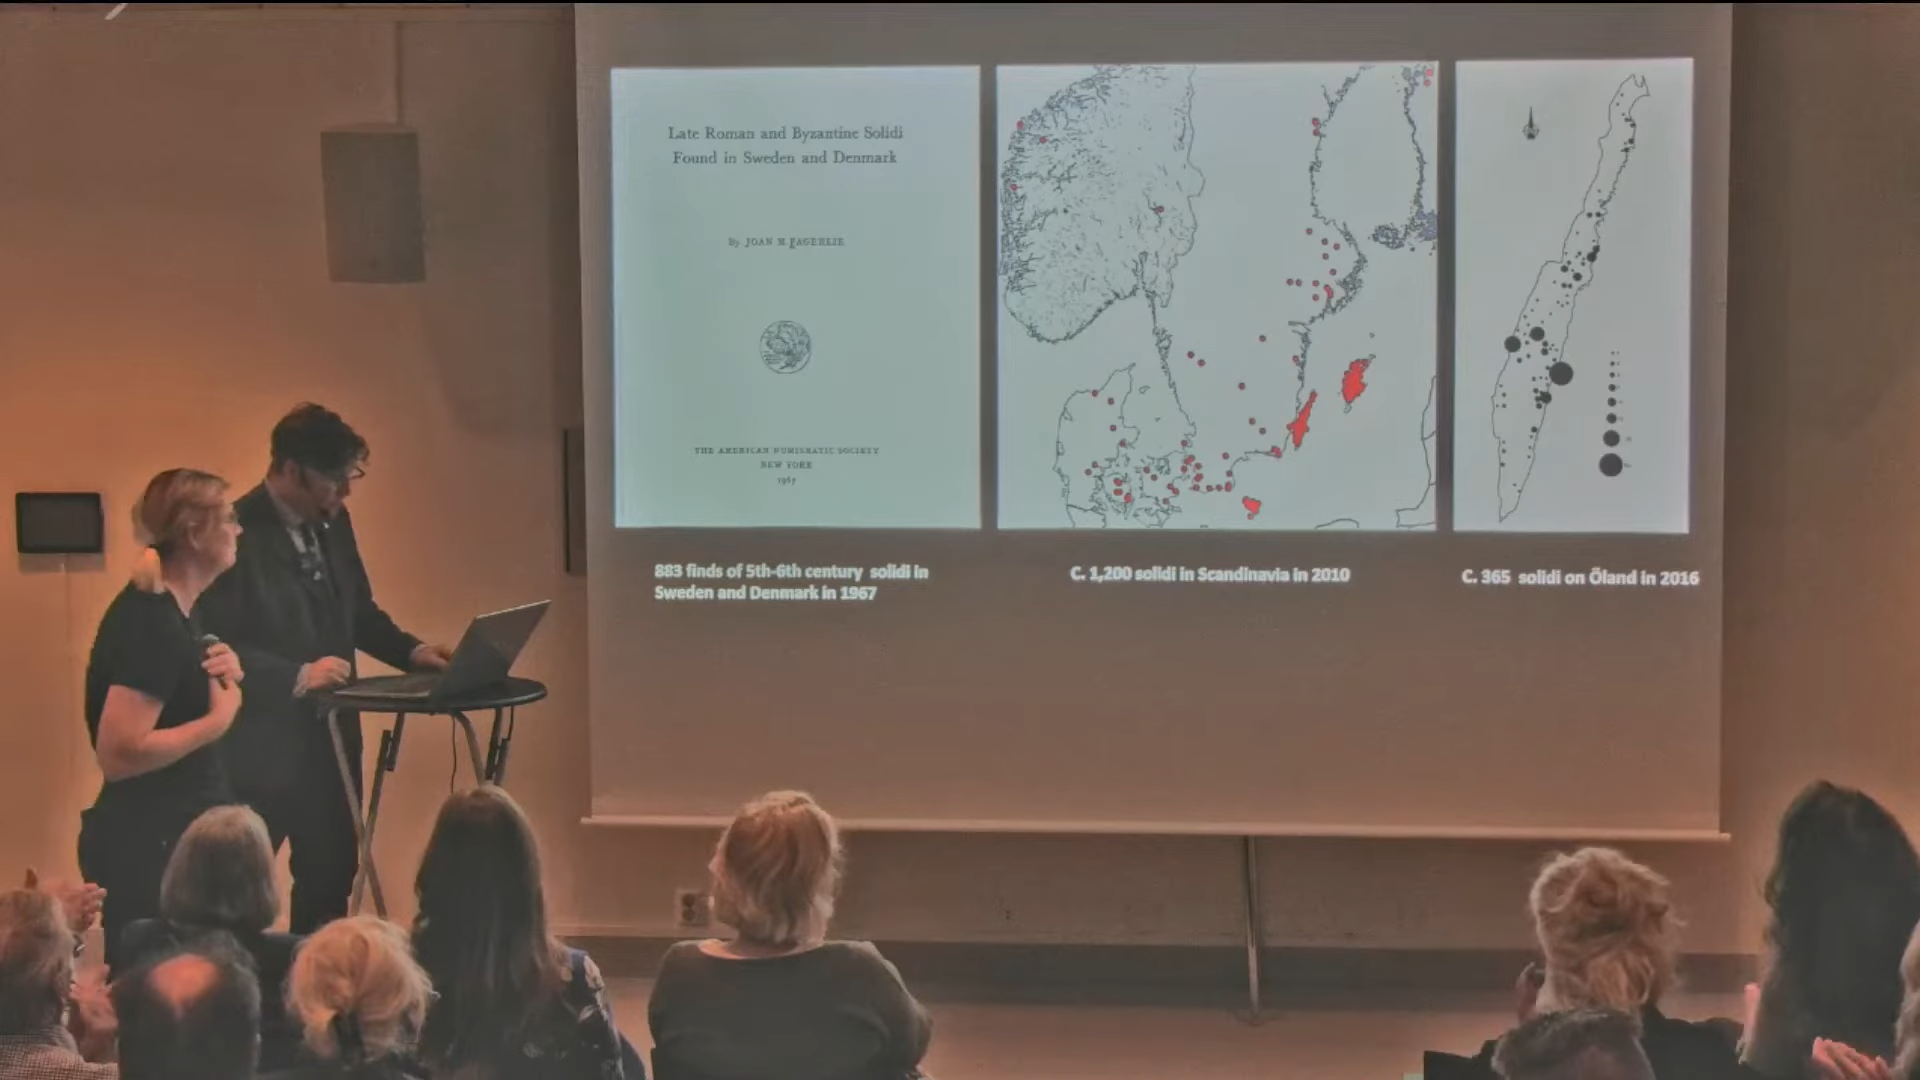 Late Roman and Byzantine Solidi
Found in Sweden and Denmark
By JOAN M. FAGERLIE
THE AMERICAN NUMISMATIC SOCIETY
NEW YORK
1967
883 finds of 5th-6th century solidi in
Sweden and Denmark in 1967
C. 1,200 solidi in Scandinavia in 2010
C. 365 solidi on Öland in 2016